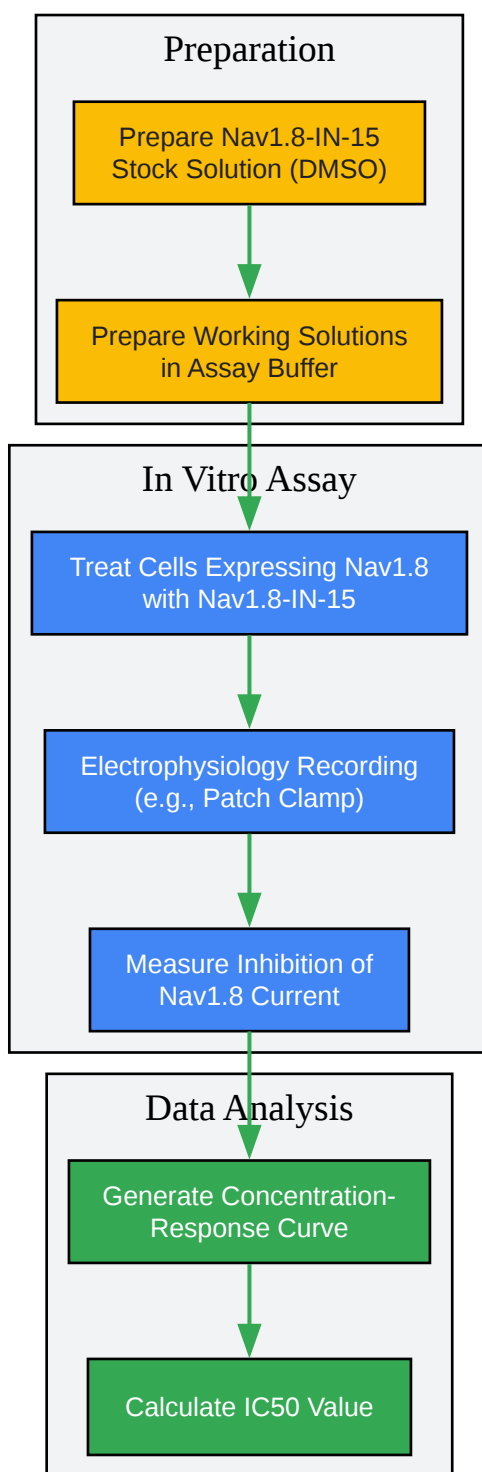 Preparation
Prepare Nav1.8-IN-15
Stock Solution (DMSO)
Prepare Working Solutions
in Assay Buffer
In Vitro Assay
Treat Cells Expressing Nav1.8
with Nav1.8-IN-15
Electrophysiology Recording
(e.g., Patch Clamp)
Measure Inhibition of
Nav1.8 Current
Data Analysis
Generate Concentration-
Response Curve
Calculate IC50 Value